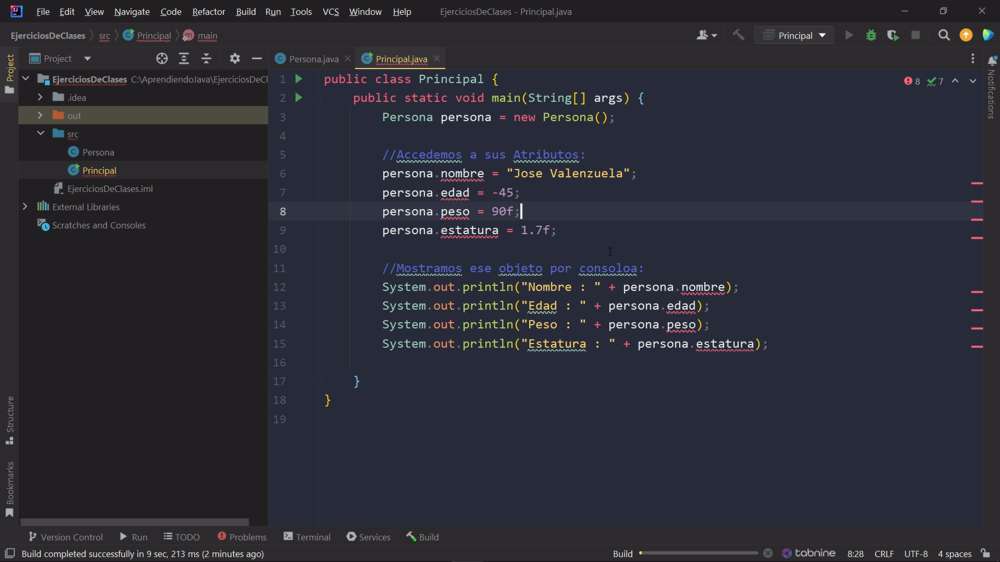 File Edit View Navigate Code Refactor Build Run Tools VCS Window Help EjerciciosDeClases - Principal.java
EjerciciosDeClases src Principal main Principal
Project Persona.java Principal.java
Project
EjerciciosDeClases C:\AprendiendoJava\EjerciciosDeCl
.idea
out
src
Persona
Principal
EjerciciosDeClases.iml
External Libraries
Scratches and Consoles
Structure
Bookmarks
1 public class Principal {
2 public static void main(String[] args) {
3 Persona persona = new Persona();
4
5 //Accedemos a sus Atributos:
6 persona.nombre = "Jose Valenzuela";
7 persona.edad = -45;
8 persona.peso = 90f;
9 persona.estatura = 1.7f;
10
11 //Mostramos ese objeto por consoloa:
12 System.out.println("Nombre : " + persona.nombre);
13 System.out.println("Edad : " + persona.edad);
14 System.out.println("Peso : " + persona.peso);
15 System.out.println("Estatura : " + persona.estatura);
16
17 }
18 }
19
8 7
Notifications
Version Control Run TODO Problems Terminal Services Build
Build completed successfully in 9 sec, 213 ms (2 minutes ago) Build tabnine 8:28 CRLF UTF-8 4 spaces